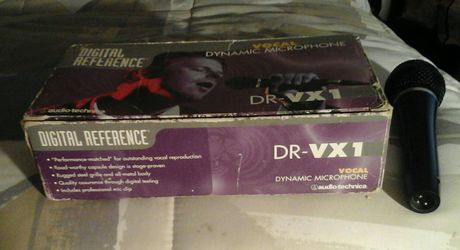 DIGITAL
REFERENCE
VOCAL
DYNAMIC MICROPHONE
DR-VX1
audio-technica
DIGITAL REFERENCE
• "Performance-matched" for outstanding vocal reproduction
• Road-worthy capsule design is stage-proven
• Rugged steel grille and all-metal body
• Quality assurance through digital testing
• Includes professional mic clip
DR-VX1
VOCAL
DYNAMIC MICROPHONE
audio-technica